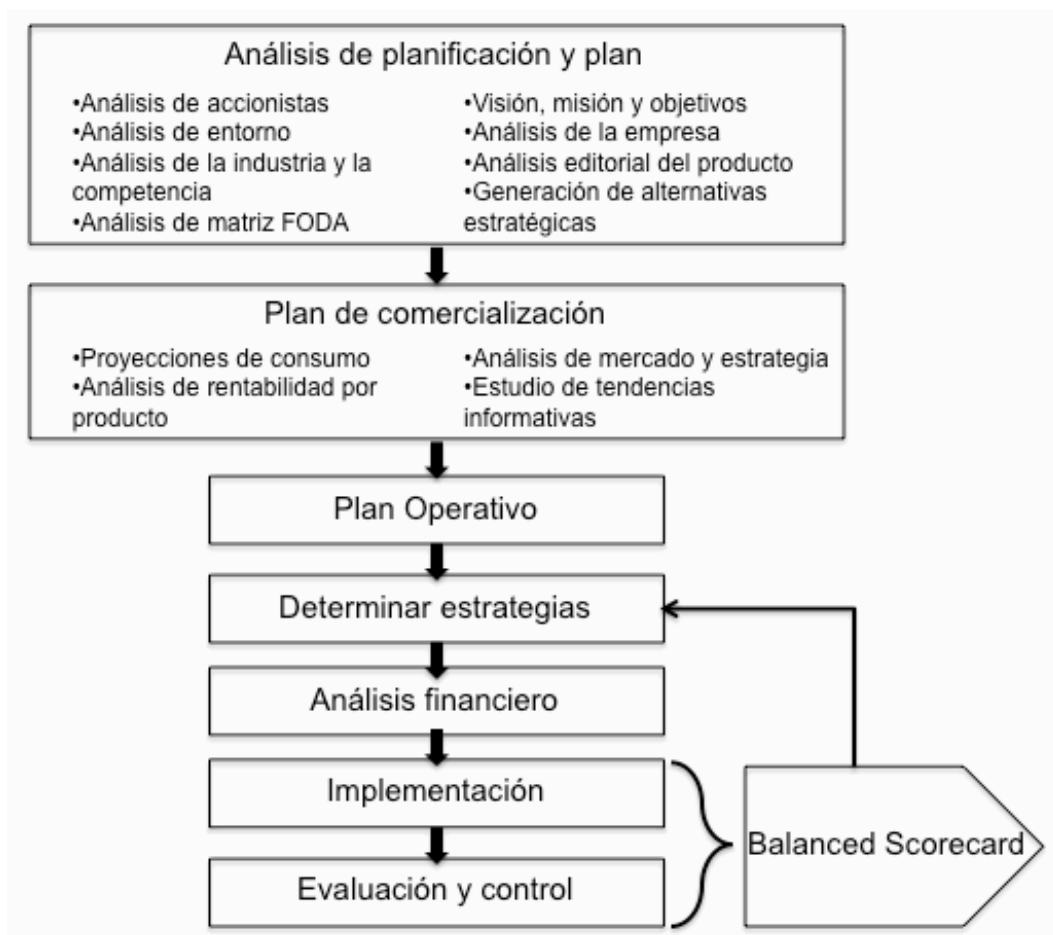 Análisis de planificación y plan
•Análisis de accionistas
•Análisis de entorno
•Análisis de la industria y la
competencia
•Análisis de matriz FODA
•Visión, misión y objetivos
•Análisis de la empresa
•Análisis editorial del producto
•Generación de alternativas
estratégicas
Plan de comercialización
•Proyecciones de consumo
•Análisis de rentabilidad por
producto
•Análisis de mercado y estrategia
•Estudio de tendencias
informativas
Plan Operativo
Determinar estrategias
Análisis financiero
Implementación
Balanced Scorecard
Evaluación y control